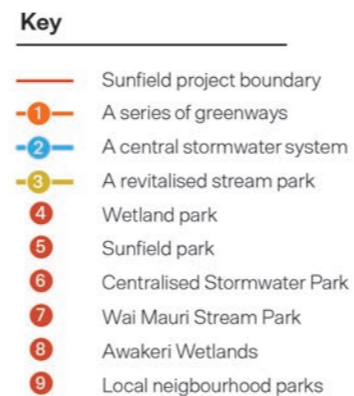 Key
Sunfield project boundary
1 A series of greenways
2 A central stormwater system
3 A revitalised stream park
4 Wetland park
5 Sunfield park
6 Centralised Stormwater Park
7 Wai Mauri Stream Park
8 Awakeri Wetlands
9 Local neigbourhood parks